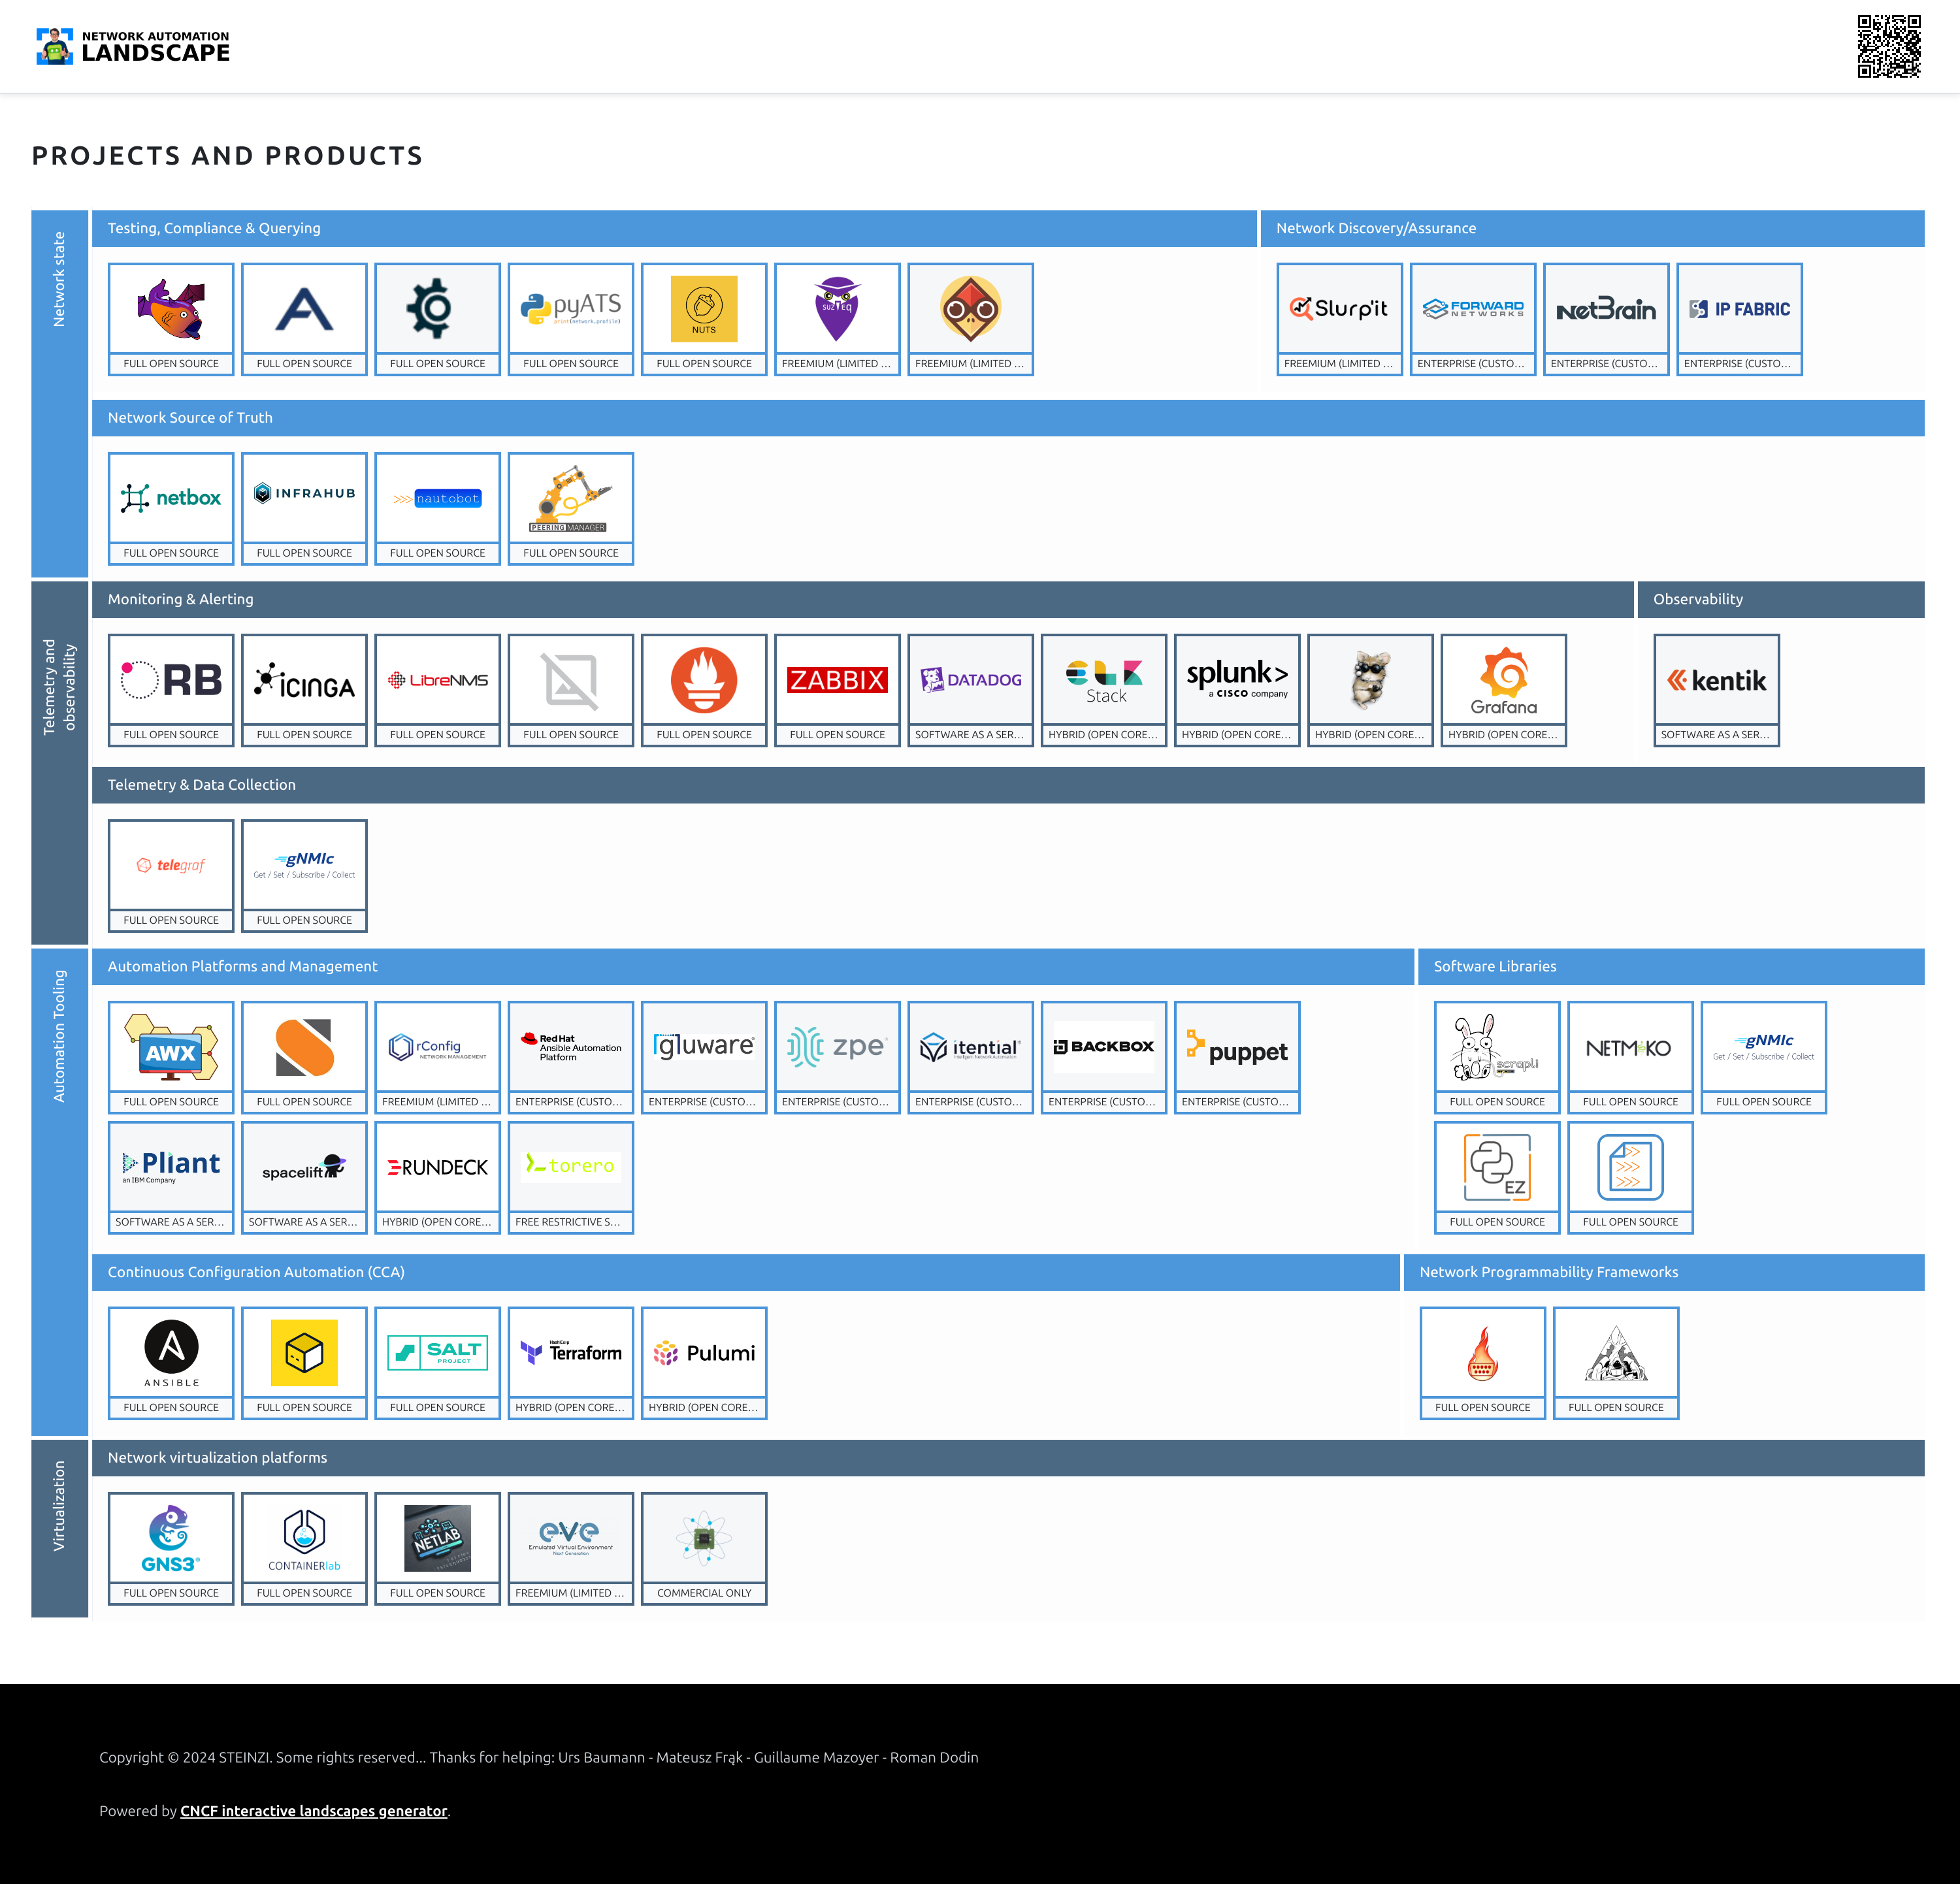 NETWORK AUTOMATION
LANDSCAPE
PROJECTS AND PRODUCTS
Network state
Testing, Compliance & Querying
Network Discovery/Assurance
pyATS
print(network.profile)
NUTS
SUZ
Eq
Slurp'it
FORWARD
NETWORKS
netBrain
IP FABRIC
FULL OPEN SOURCE
FULL OPEN SOURCE
FULL OPEN SOURCE
FULL OPEN SOURCE
FULL OPEN SOURCE
FREEMIUM (LIMITED ...
FREEMIUM (LIMITED ...
FREEMIUM (LIMITED ...
ENTERPRISE (CUSTO...
ENTERPRISE (CUSTO...
ENTERPRISE (CUSTO...
Network Source of Truth
netbox
INFRAHUB
>>> nautobot
PEERING MANAGER
FULL OPEN SOURCE
FULL OPEN SOURCE
FULL OPEN SOURCE
FULL OPEN SOURCE
Telemetry and
observability
Monitoring & Alerting
Observability
RB
ICINGA
LibreNMS
ZABBIX
DATADOG
ELK
Stack
splunk>
a CISCO company
Grafana
kentik
FULL OPEN SOURCE
FULL OPEN SOURCE
FULL OPEN SOURCE
FULL OPEN SOURCE
FULL OPEN SOURCE
FULL OPEN SOURCE
SOFTWARE AS A SER...
HYBRID (OPEN CORE...
HYBRID (OPEN CORE...
HYBRID (OPEN CORE...
HYBRID (OPEN CORE...
SOFTWARE AS A SER...
Telemetry & Data Collection
telegraf
gNMIc
Get / Set / Subscribe / Collect
FULL OPEN SOURCE
FULL OPEN SOURCE
Automation Tooling
Automation Platforms and Management
Software Libraries
AWX
rConfig
NETWORK MANAGEMENT
Red Hat
Ansible Automation
Platform
gluware
zpe
itential
Intelligent Network Automation
BACKBOX
puppet
scrapli
NETMIKO
gNMIc
Get / Set / Subscribe / Collect
FULL OPEN SOURCE
FULL OPEN SOURCE
FREEMIUM (LIMITED ...
ENTERPRISE (CUSTO...
ENTERPRISE (CUSTO...
ENTERPRISE (CUSTO...
ENTERPRISE (CUSTO...
ENTERPRISE (CUSTO...
ENTERPRISE (CUSTO...
FULL OPEN SOURCE
FULL OPEN SOURCE
FULL OPEN SOURCE
Pliant
an IBM Company
spacelift
RUNDECK
torero
EZ
SOFTWARE AS A SER...
SOFTWARE AS A SER...
HYBRID (OPEN CORE...
FREE RESTRICTIVE S...
FULL OPEN SOURCE
FULL OPEN SOURCE
Continuous Configuration Automation (CCA)
Network Programmability Frameworks
ANSIBLE
SALT
PROJECT
HashiCorp
Terraform
Pulumi
FULL OPEN SOURCE
FULL OPEN SOURCE
FULL OPEN SOURCE
HYBRID (OPEN CORE...
HYBRID (OPEN CORE...
FULL OPEN SOURCE
FULL OPEN SOURCE
Virtualization
Network virtualization platforms
GNS3
CONTAINERlab
NETLAB
eve
Emulated Virtual Environment
Next Generation
FULL OPEN SOURCE
FULL OPEN SOURCE
FULL OPEN SOURCE
FREEMIUM (LIMITED ...
COMMERCIAL ONLY
Copyright © 2024 STEINZI. Some rights reserved... Thanks for helping: Urs Baumann - Mateusz Frąk - Guillaume Mazoyer - Roman Dodin
Powered by CNCF interactive landscapes generator.